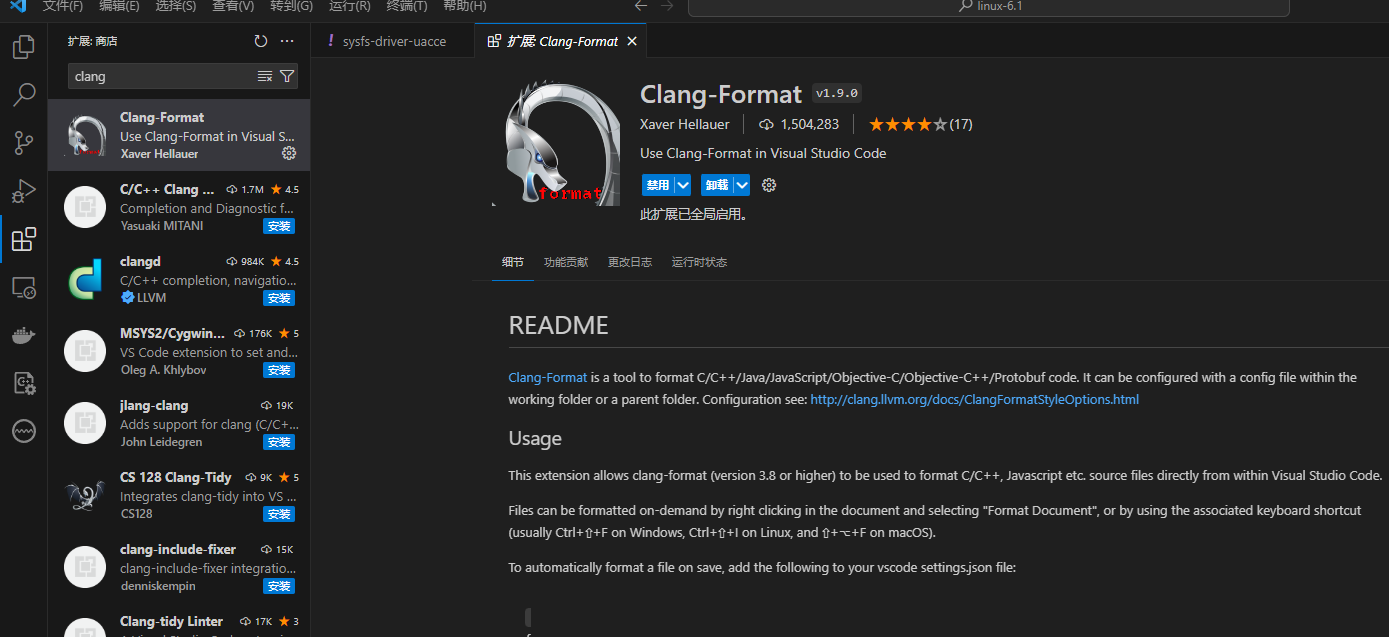 文件(F) 编辑(E) 选择(S) 查看(V) 转到(G) 运行(R) 终端(T) 帮助(H)
linux-6.1
扩展: 商店
clang
Clang-Format
Use Clang-Format in Visual S...
Xaver Hellauer
C/C++ Clang ... 1.7M 4.5
Completion and Diagnostic f...
Yasuaki MITANI 安装
clangd 984K 4.5
C/C++ completion, navigatio...
LLVM 安装
MSYS2/Cygwin... 176K 5
VS Code extension to set and...
Oleg A. Khlybov 安装
jlang-clang 19K
Adds support for clang (C/C+...
John Leidegren 安装
CS 128 Clang-Tidy 9K 5
Integrates clang-tidy into VS ...
CS128 安装
clang-include-fixer 15K
clang-include-fixer integratio...
denniskempin 安装
Clang-tidy Linter 17K 3
! sysfs-driver-uacce
扩展: Clang-Format
format
Clang-Format v1.9.0
Xaver Hellauer 1,504,283 (17)
Use Clang-Format in Visual Studio Code
禁用 卸载
此扩展已全局启用。
细节 功能贡献 更改日志 运行时状态
README
Clang-Format is a tool to format C/C++/Java/JavaScript/Objective-C/Objective-C++/Protobuf code. It can be configured with a config file within the
working folder or a parent folder. Configuration see: http://clang.llvm.org/docs/ClangFormatStyleOptions.html
Usage
This extension allows clang-format (version 3.8 or higher) to be used to format C/C++, Javascript etc. source files directly from within Visual Studio Code.
Files can be formatted on-demand by right clicking in the document and selecting "Format Document", or by using the associated keyboard shortcut
(usually Ctrl+⇧+F on Windows, Ctrl+⇧+I on Linux, and ⇧+⌥+F on macOS).
To automatically format a file on save, add the following to your vscode settings.json file: